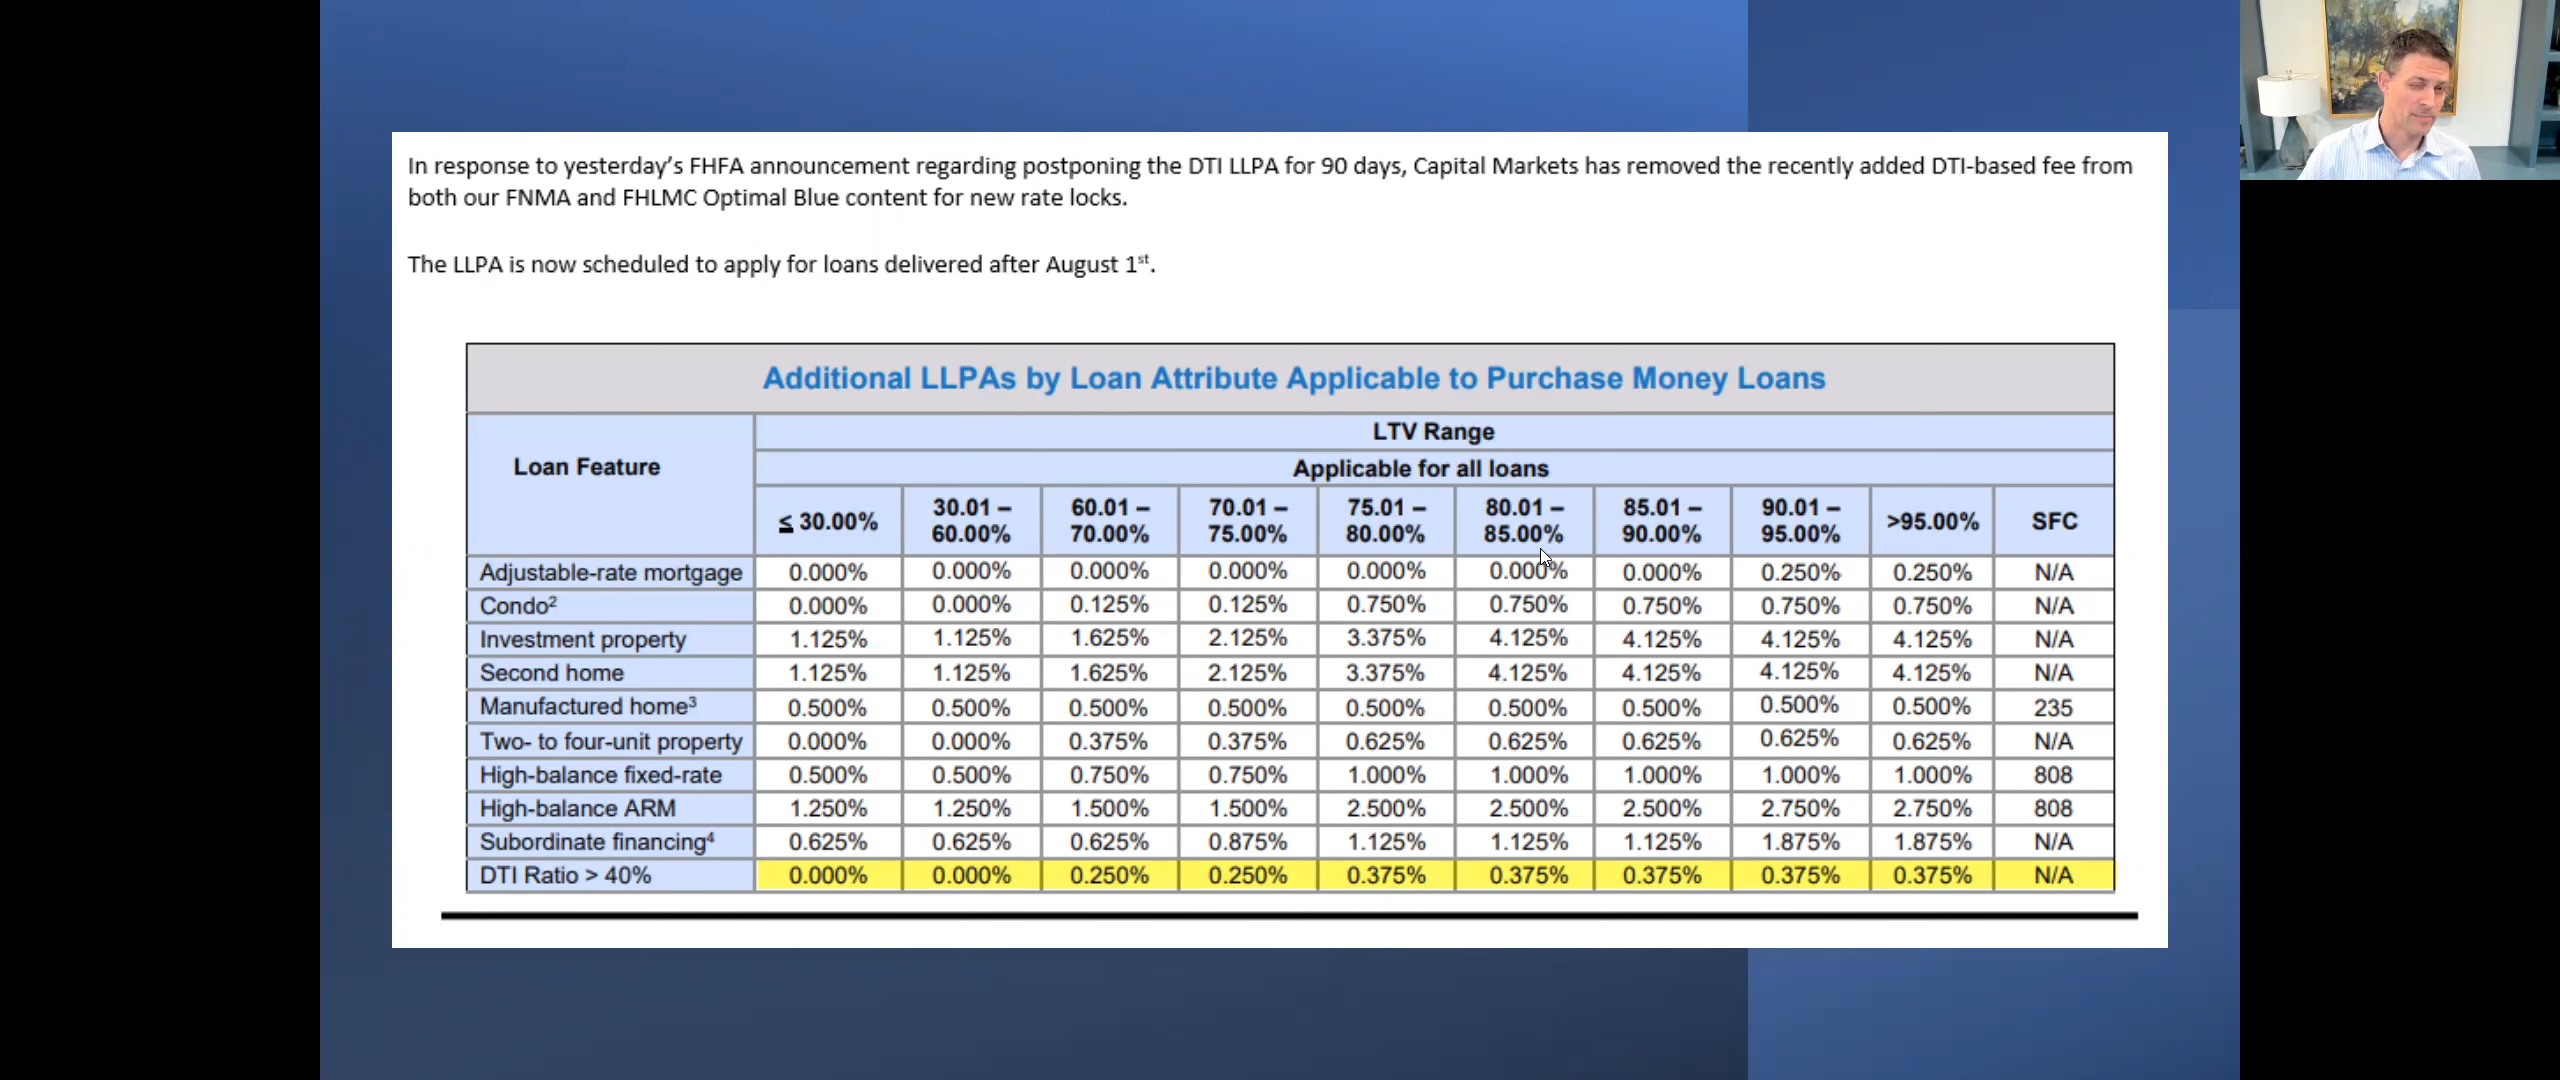 In response to yesterday's FHFA announcement regarding postponing the DTI LLPA for 90 days, Capital Markets has removed the recently added DTI-based fee from
both our FNMA and FHLMC Optimal Blue content for new rate locks.
The LLPA is now scheduled to apply for loans delivered after August 1st.
Additional LLPAs by Loan Attribute Applicable to Purchase Money Loans
Loan Feature
LTV Range
Applicable for all loans
≤ 30.00% 30.01 – 60.00% 60.01 – 70.00% 70.01 – 75.00% 75.01 – 80.00% 80.01 – 85.00% 85.01 – 90.00% 90.01 – 95.00% >95.00% SFC
Adjustable-rate mortgage 0.000% 0.000% 0.000% 0.000% 0.000% 0.000% 0.000% 0.250% 0.250% N/A
Condo2 0.000% 0.000% 0.125% 0.125% 0.750% 0.750% 0.750% 0.750% 0.750% N/A
Investment property 1.125% 1.125% 1.625% 2.125% 3.375% 4.125% 4.125% 4.125% 4.125% N/A
Second home 1.125% 1.125% 1.625% 2.125% 3.375% 4.125% 4.125% 4.125% 4.125% N/A
Manufactured home3 0.500% 0.500% 0.500% 0.500% 0.500% 0.500% 0.500% 0.500% 0.500% 235
Two- to four-unit property 0.000% 0.000% 0.375% 0.375% 0.625% 0.625% 0.625% 0.625% 0.625% N/A
High-balance fixed-rate 0.500% 0.500% 0.750% 0.750% 1.000% 1.000% 1.000% 1.000% 1.000% 808
High-balance ARM 1.250% 1.250% 1.500% 1.500% 2.500% 2.500% 2.500% 2.750% 2.750% 808
Subordinate financing4 0.625% 0.625% 0.625% 0.875% 1.125% 1.125% 1.125% 1.875% 1.875% N/A
DTI Ratio > 40% 0.000% 0.000% 0.250% 0.250% 0.375% 0.375% 0.375% 0.375% 0.375% N/A